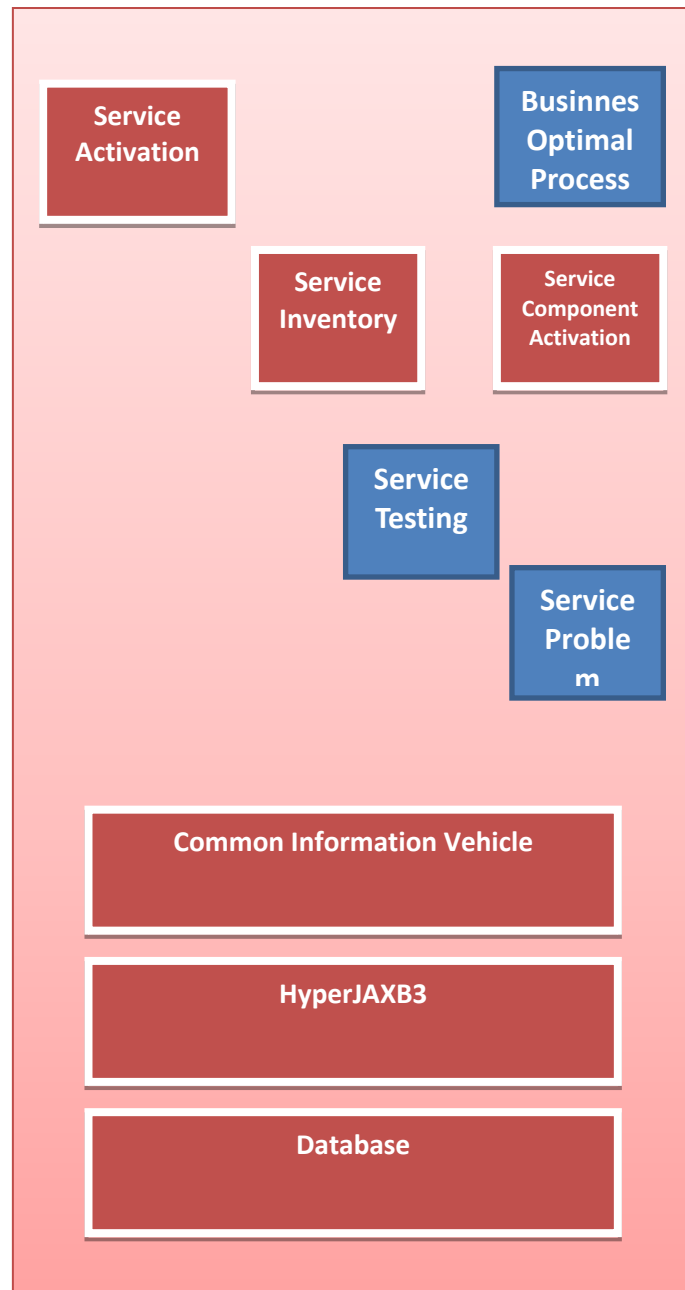 Service
Activation
Businnes
Optimal
Process
Service
Inventory
Service
Component
Activation
Service
Testing
Service
Proble
m
Common Information Vehicle
HyperJAXB3
Database